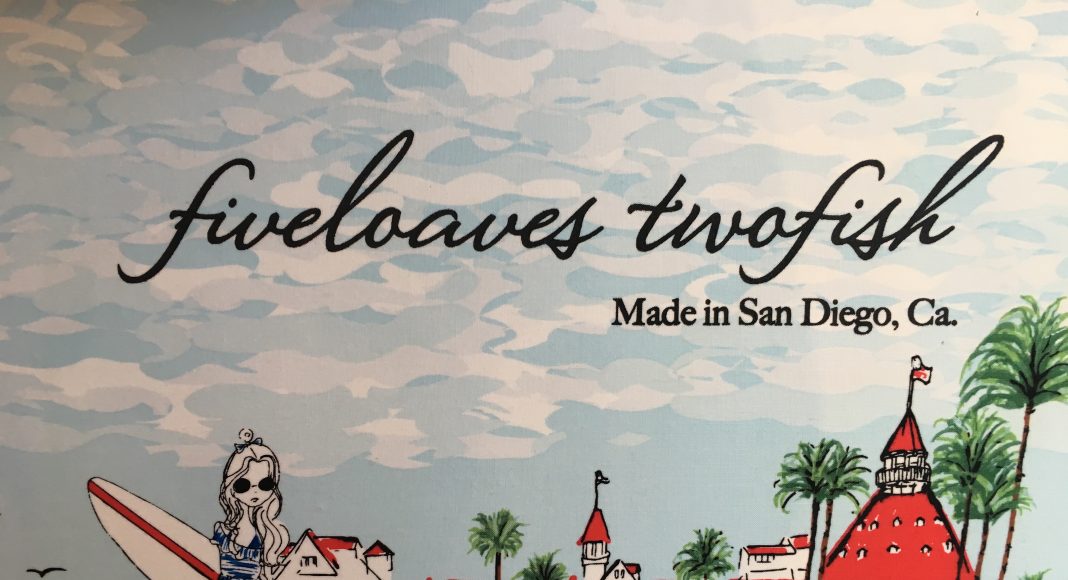 fiveloaves twofish
Made in San Diego, Ca.